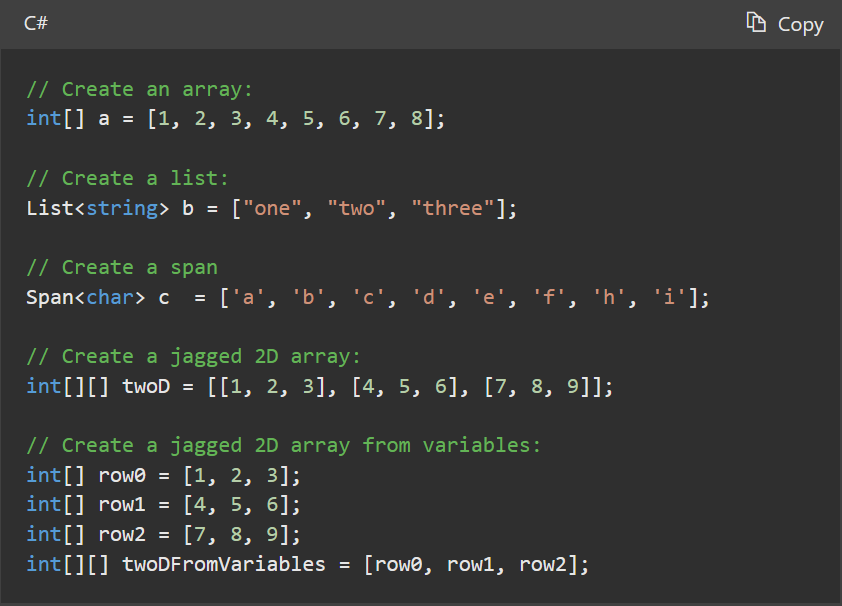 C#
Copy
// Create an array:
int[] a = [1, 2, 3, 4, 5, 6, 7, 8];
// Create a list:
List<string> b = ["one", "two", "three"];
// Create a span
Span<char> c  = ['a', 'b', 'c', 'd', 'e', 'f', 'h', 'i'];
// Create a jagged 2D array:
int[][] twoD = [[1, 2, 3], [4, 5, 6], [7, 8, 9]];
// Create a jagged 2D array from variables:
int[] row0 = [1, 2, 3];
int[] row1 = [4, 5, 6];
int[] row2 = [7, 8, 9];
int[][] twoDFromVariables = [row0, row1, row2];